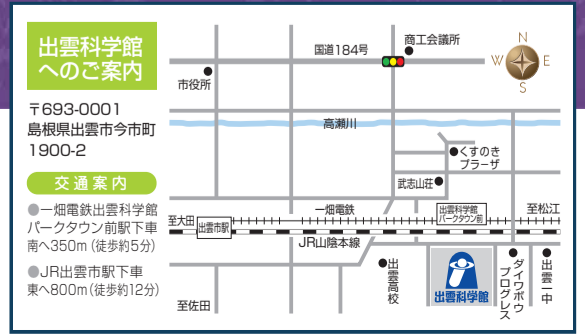 出雲科学館
へのご案内
〒693-0001
島根県出雲市今市町
1900-2
交通案内
●一畑電鉄出雲科学館
パークタウン前駅下車
南へ350m(徒歩約5分)
●JR出雲市駅下車
東へ800m(徒歩約12分)
国道184号
商工会議所
市役所
N
W
E
S
高瀬川
くすのき
プラーザ
武志山荘
一畑電鉄
出雲科学館
パークタウン前
至松江
至大田
出雲市駅
JR山陰本線
至佐田
出雲高校
出雲科学館
ダイワボウ
プログレス
出雲一中